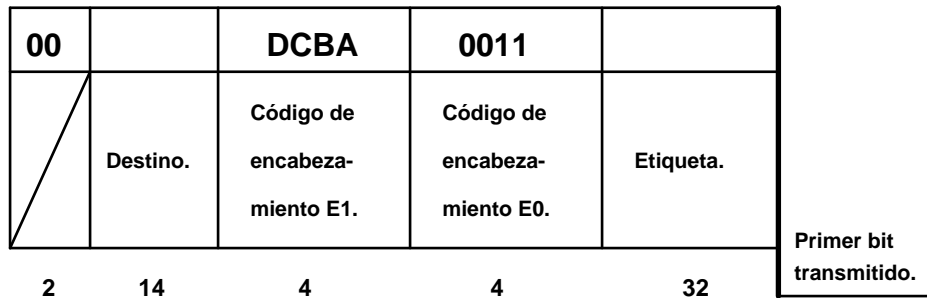 00 DCBA 0011
Destino.
Código de
encabeza-
miento E1.
Código de
encabeza-
miento E0.
Etiqueta.
Primer bit
transmitido.
2 14 4 4 32